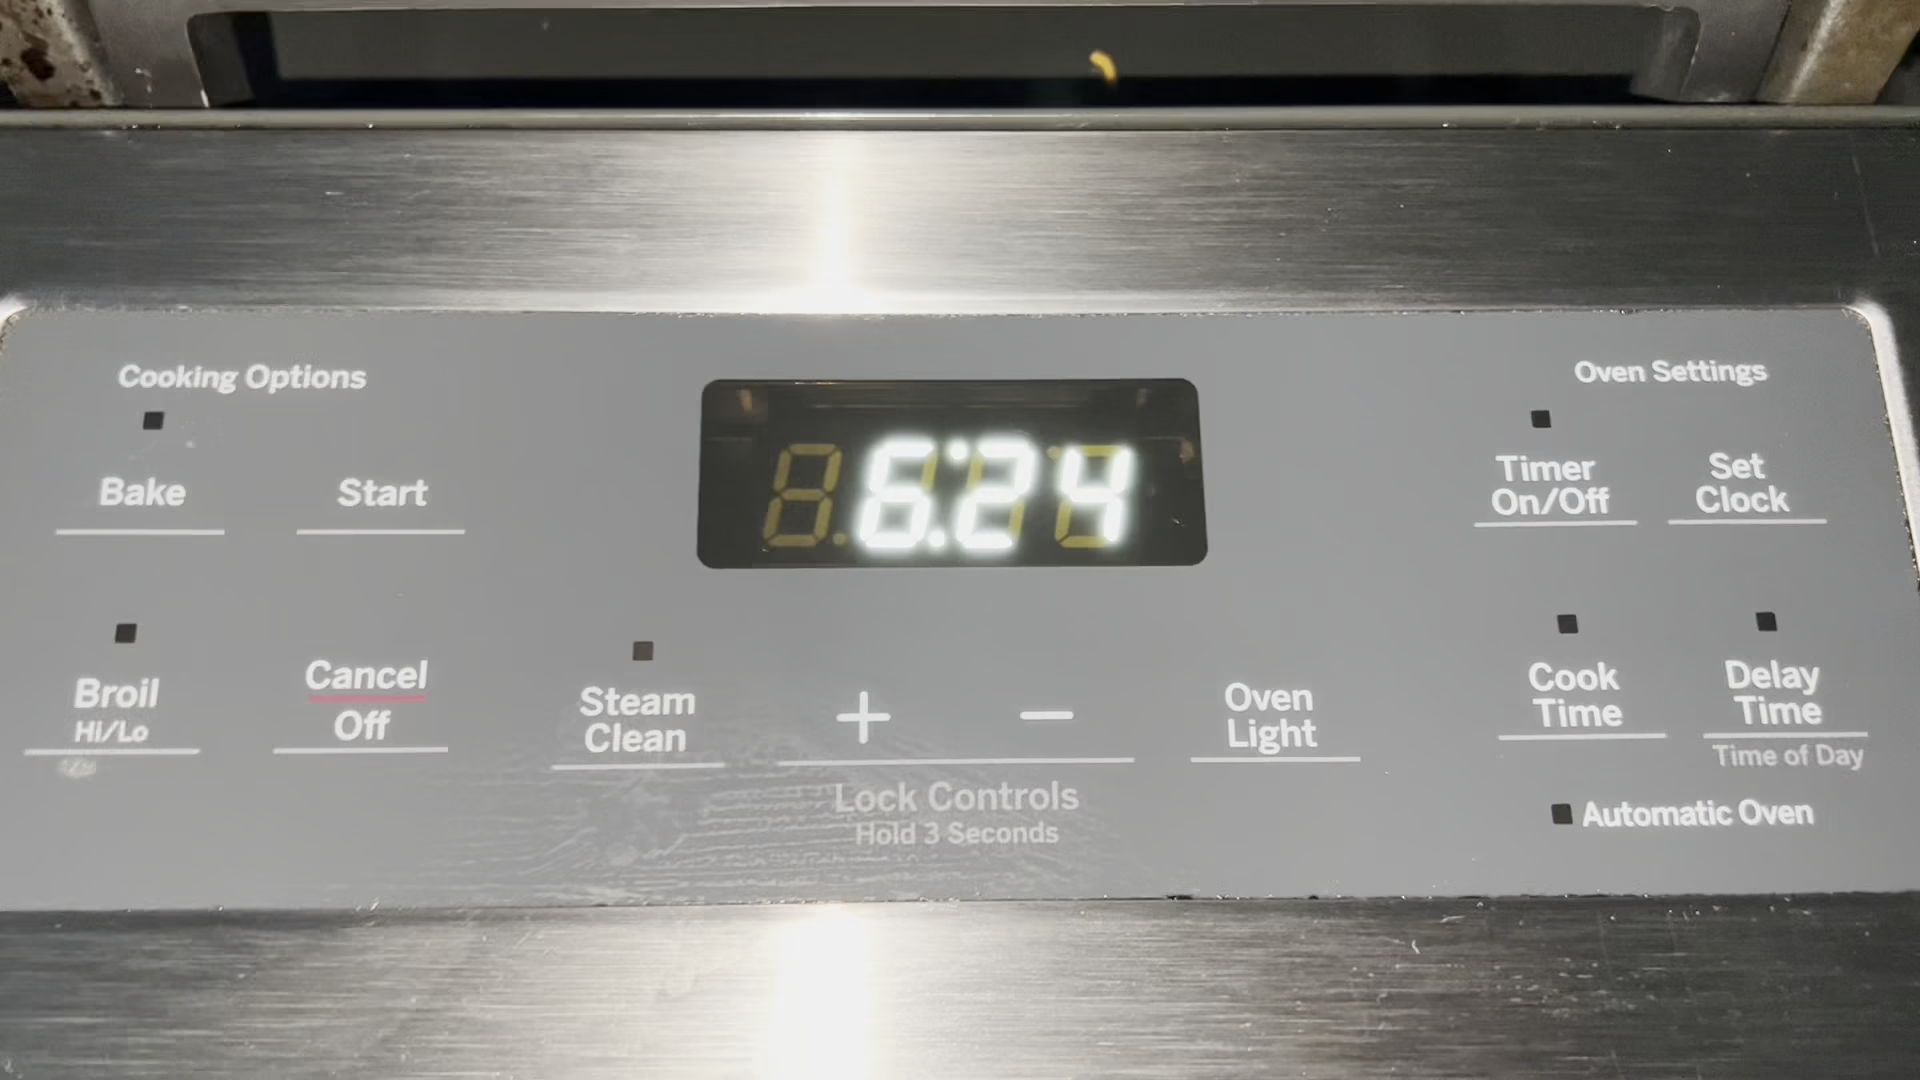 Cooking Options
Oven Settings
6:24
Bake
Start
Timer
On/Off
Set
Clock
Broil
Hi/Lo
Cancel
Off
Steam
Clean
+
−
Oven
Light
Cook
Time
Delay
Time
Time of Day
Lock Controls
Hold 3 Seconds
Automatic Oven